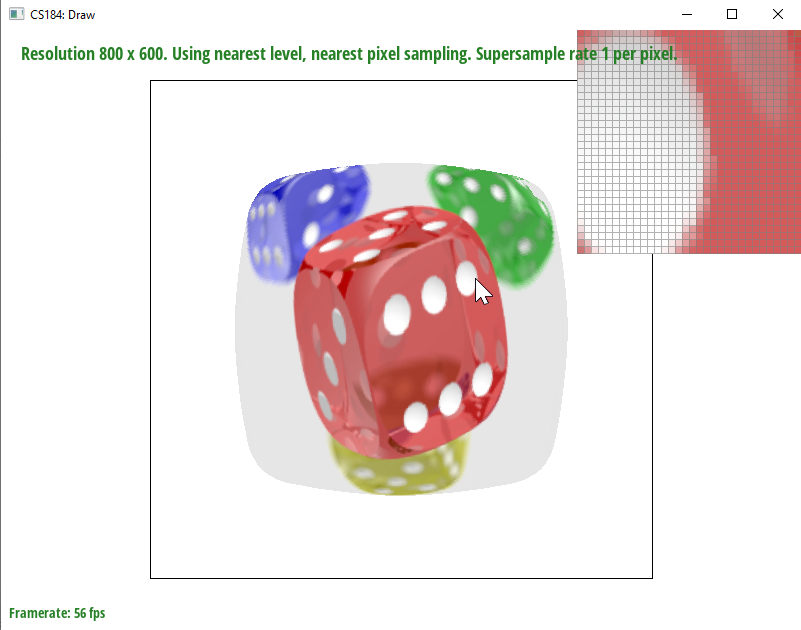 CS184: Draw
Resolution 800 x 600. Using nearest level, nearest pixel sampling. Supersample rate 1 per pixel.
Framerate: 56 fps